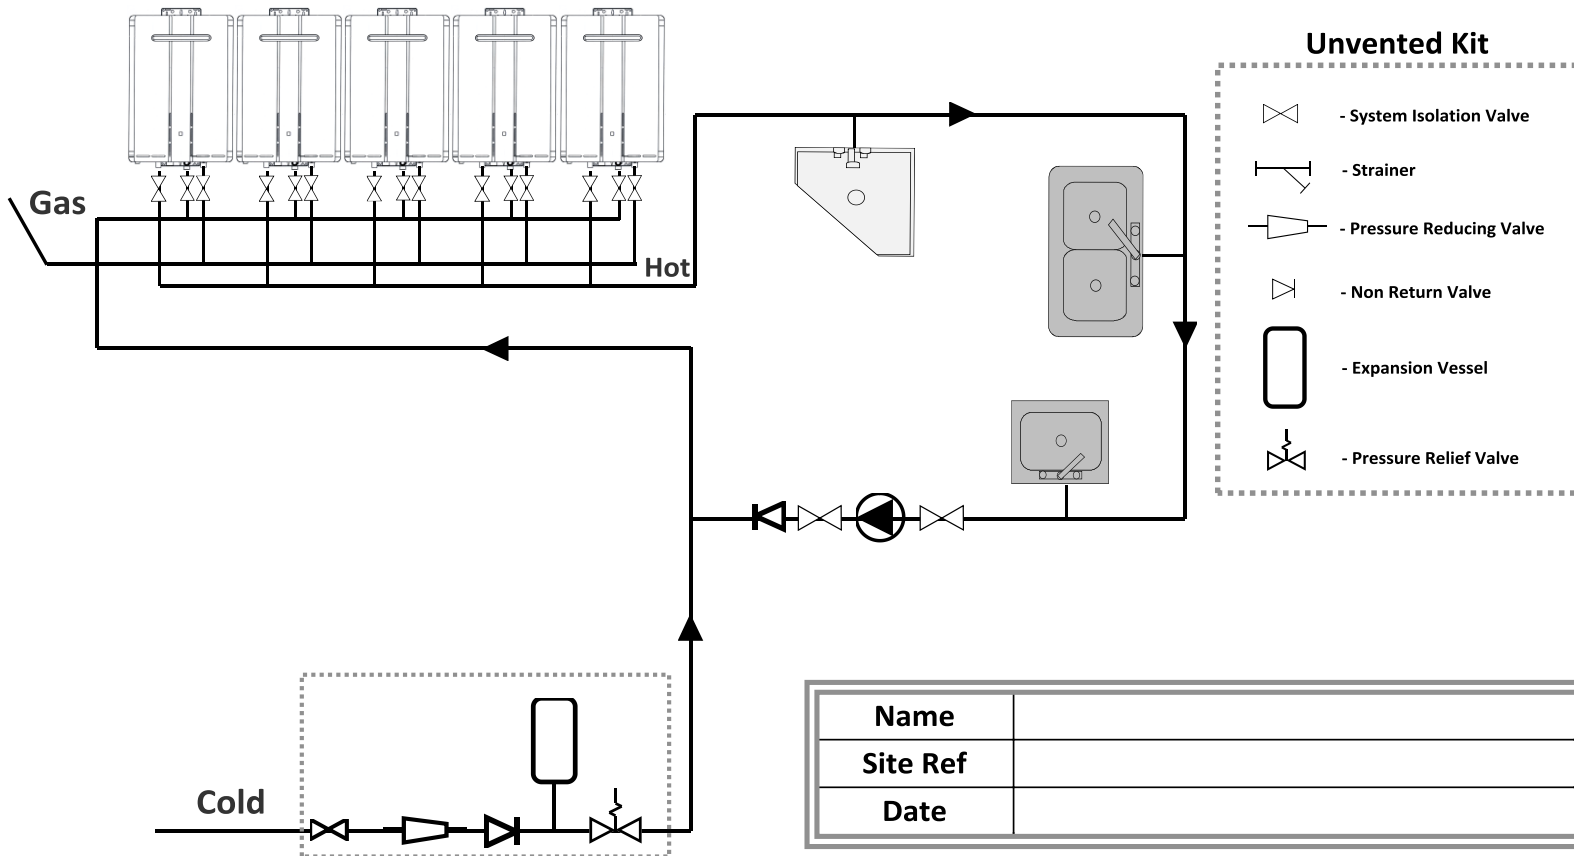 Unvented Kit
- System Isolation Valve
- Strainer
- Pressure Reducing Valve
- Non Return Valve
- Expansion Vessel
- Pressure Relief Valve
Gas
Hot
Cold
Name
Site Ref
Date